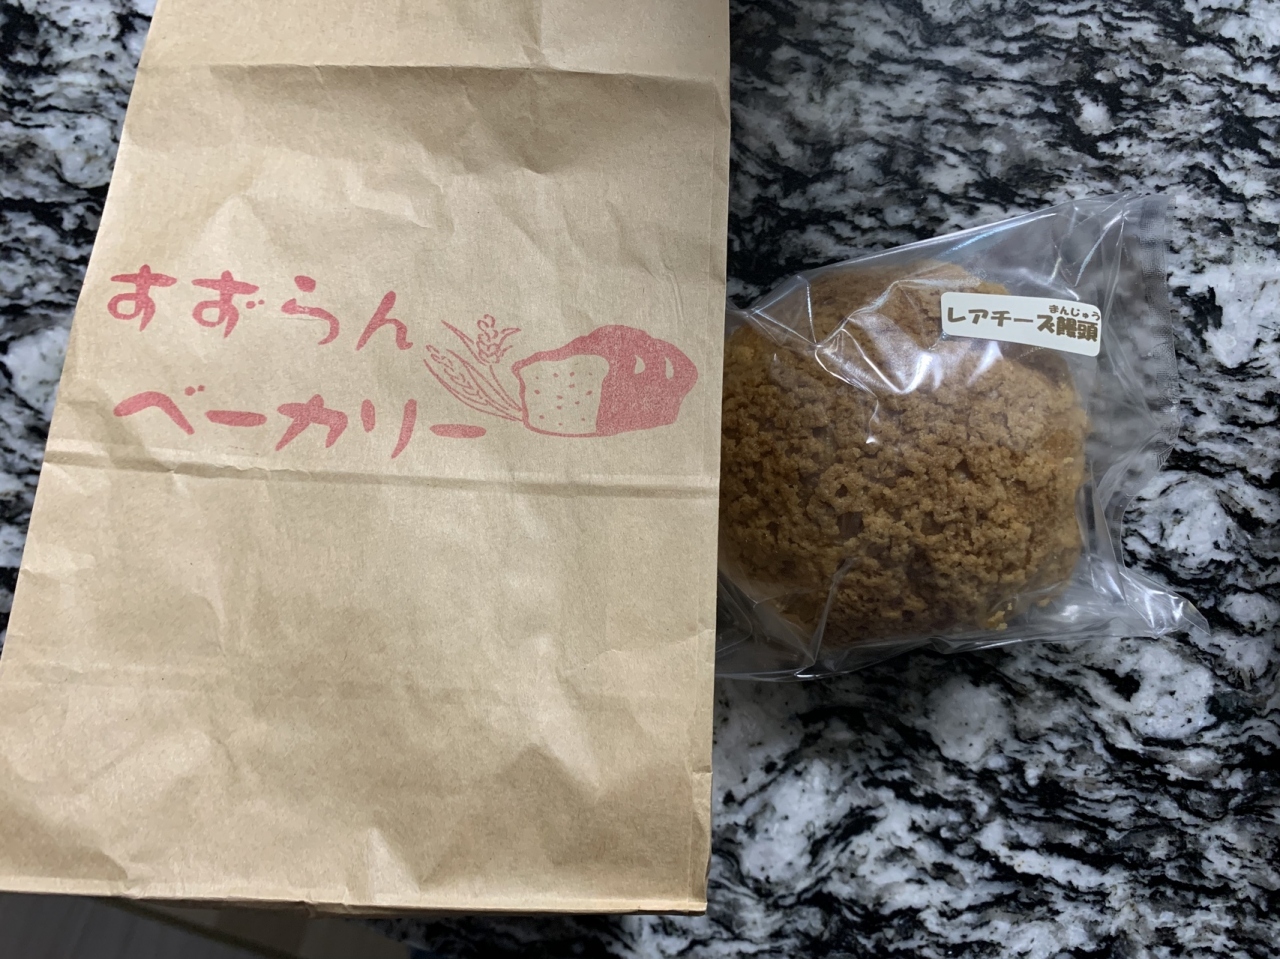 すずらん
ベーカリー
まんじゅう
レアチーズ饅頭